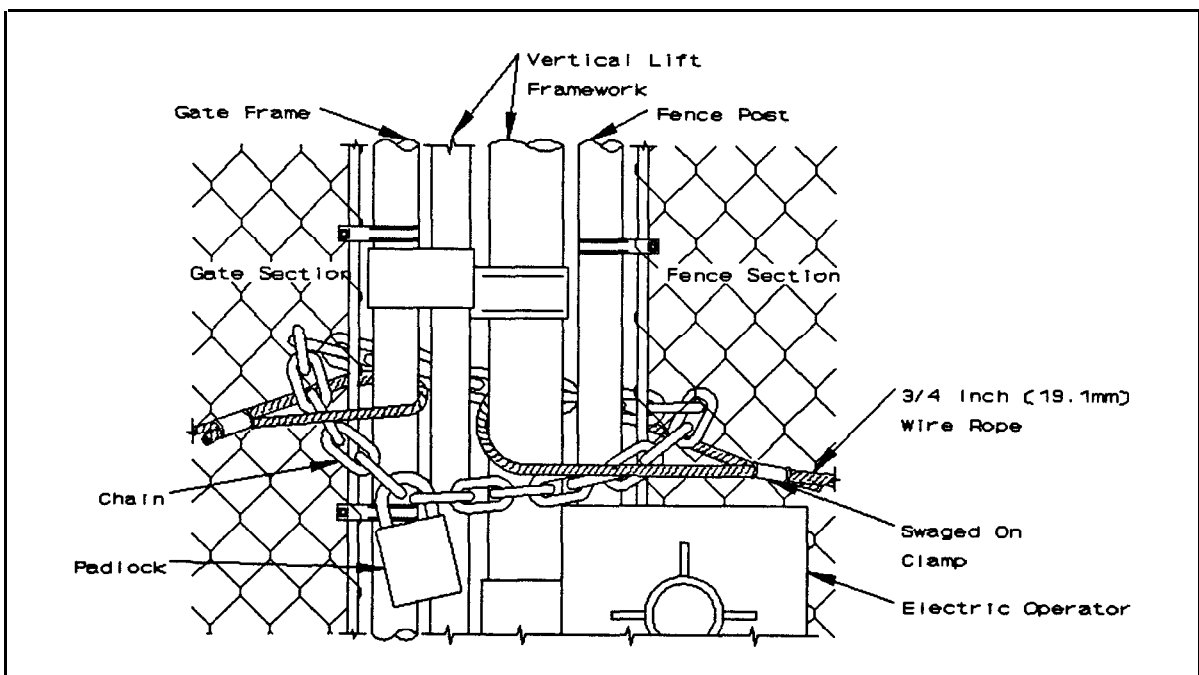 Vertical Lift
Framework
Gate Frame
Fence Post
Gate Section
Fence Section
3/4 Inch (19.1mm)
Wire Rope
Chain
Swaged On
Clamp
Padlock
Electric Operator